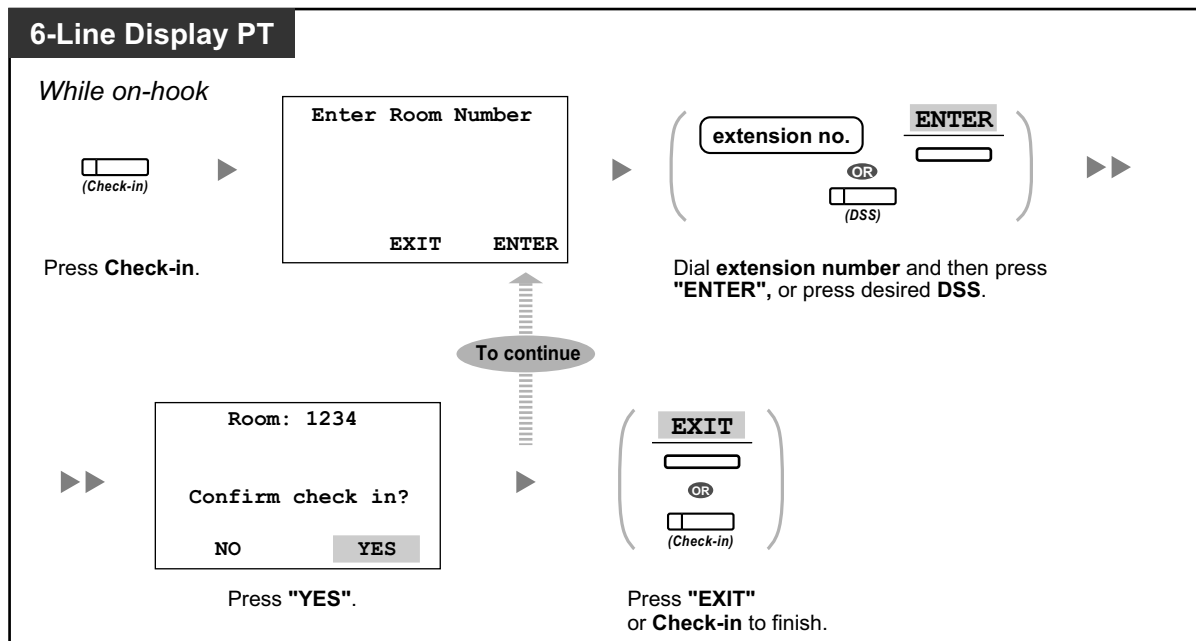 6-Line Display PT
While on-hook
(Check-in)
Press Check-in.
Enter Room Number
EXIT ENTER
extension no.
ENTER
OR
(DSS)
Dial extension number and then press
"ENTER", or press desired DSS.
To continue
Room: 1234
Confirm check in?
NO YES
Press "YES".
EXIT
OR
(Check-in)
Press "EXIT"
or Check-in to finish.